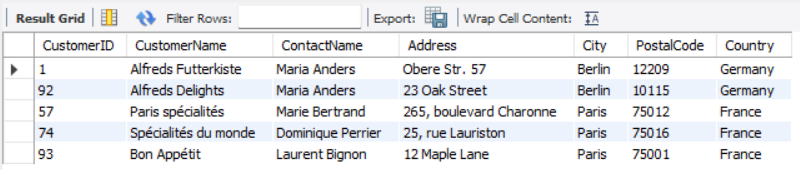 Result Grid Filter Rows: Export: Wrap Cell Content: IA
CustomerID CustomerName ContactName Address City PostalCode Country
1 Alfreds Futterkiste Maria Anders Obere Str. 57 Berlin 12209 Germany
92 Alfreds Delights Maria Anders 23 Oak Street Berlin 10115 Germany
57 Paris spécialités Marie Bertrand 265, boulevard Charonne Paris 75012 France
74 Spécialités du monde Dominique Perrier 25, rue Lauriston Paris 75016 France
93 Bon Appétit Laurent Bignon 12 Maple Lane Paris 75001 France